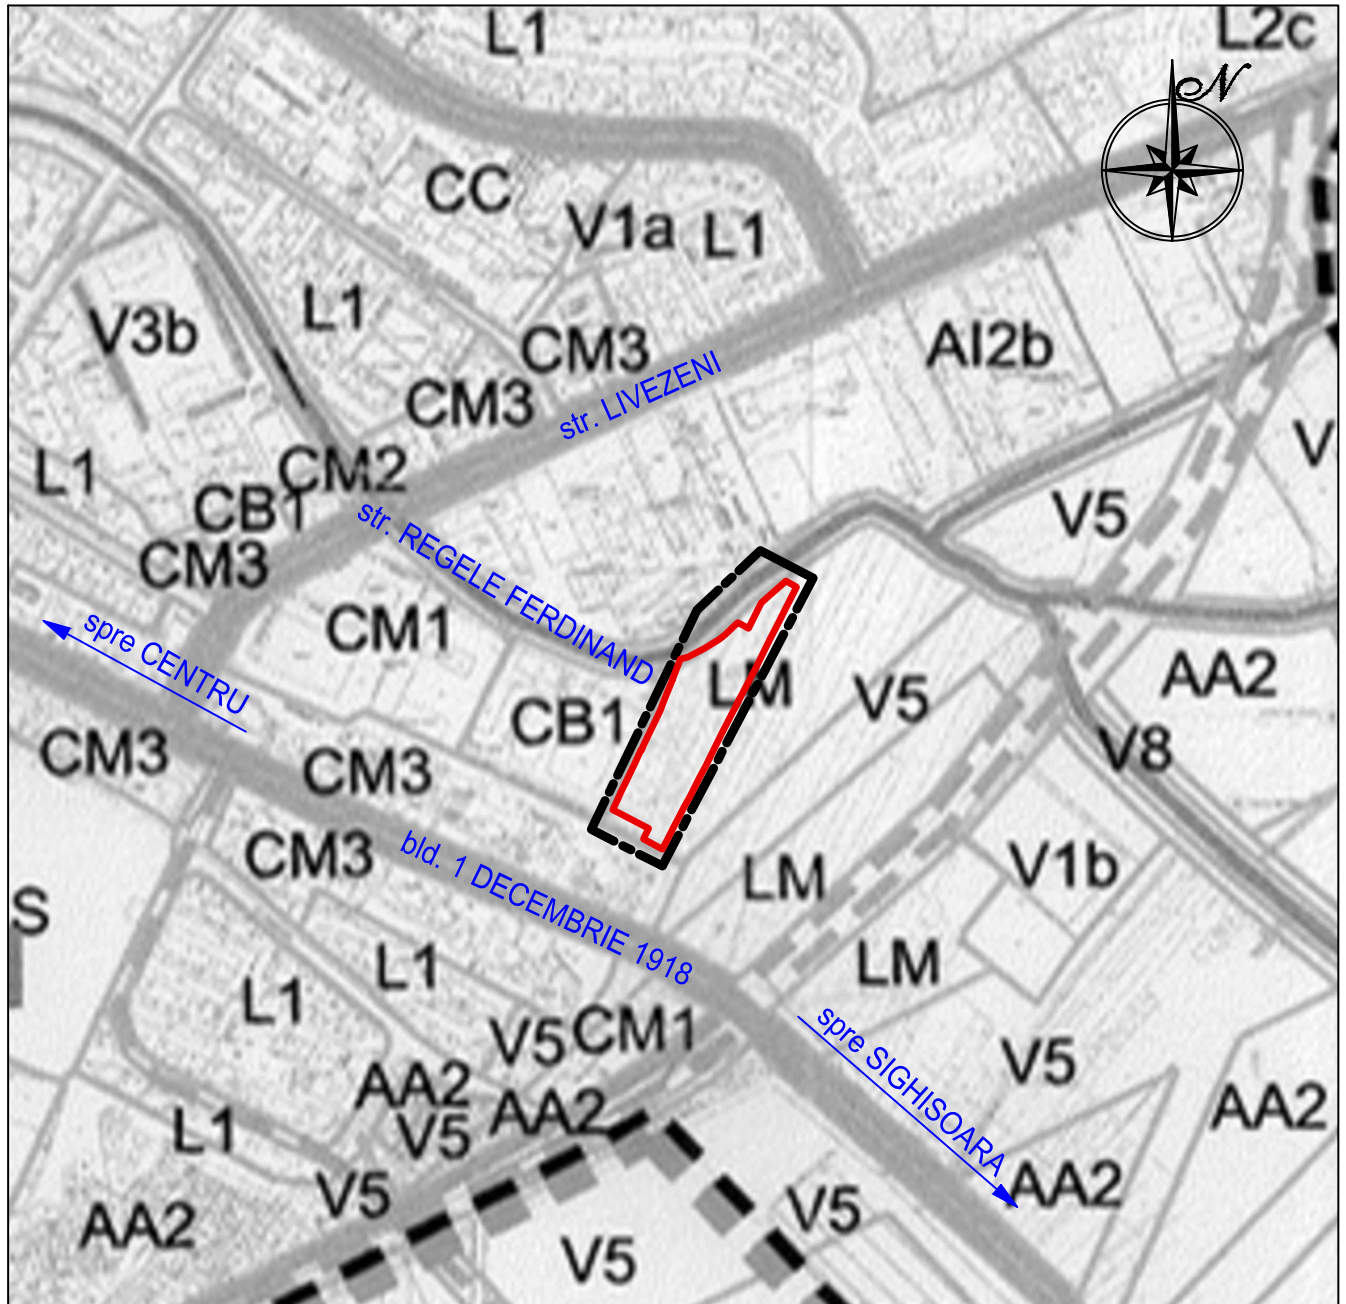 L1
L2c
N
CC
V1a
L1
L1
V3b
CM3
AI2b
str. LIVEZENI
CM3
V
L1
CM2
CB1
V5
str. REGELE FERDINAND
CM3
CM1
spre CENTRU
LM
V5
AA2
CB1
CM3
CM3
V8
CM3
bld. 1 DECEMBRIE 1918
LM
V1b
S
L1
LM
L1
V5
CM1
spre SIGHISOARA
V5
AA2
AA2
AA2
L1
V5
V5
AA2
V5
AA2
V5